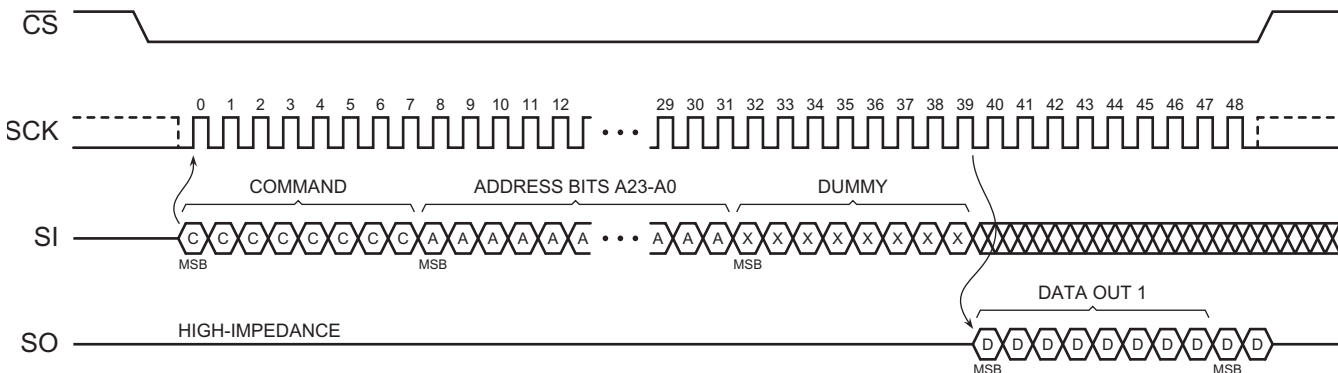 CS
0 1 2 3 4 5 6 7 8 9 10 11 12 29 30 31 32 33 34 35 36 37 38 39 40 41 42 43 44 45 46 47 48
SCK
COMMAND ADDRESS BITS A23-A0 DUMMY
SI C C C C C C C C A A A A A A • • • A A A X X X X X X X X
MSB MSB MSB
DATA OUT 1
HIGH-IMPEDANCE
SO D D D D D D D D D D
MSB MSB